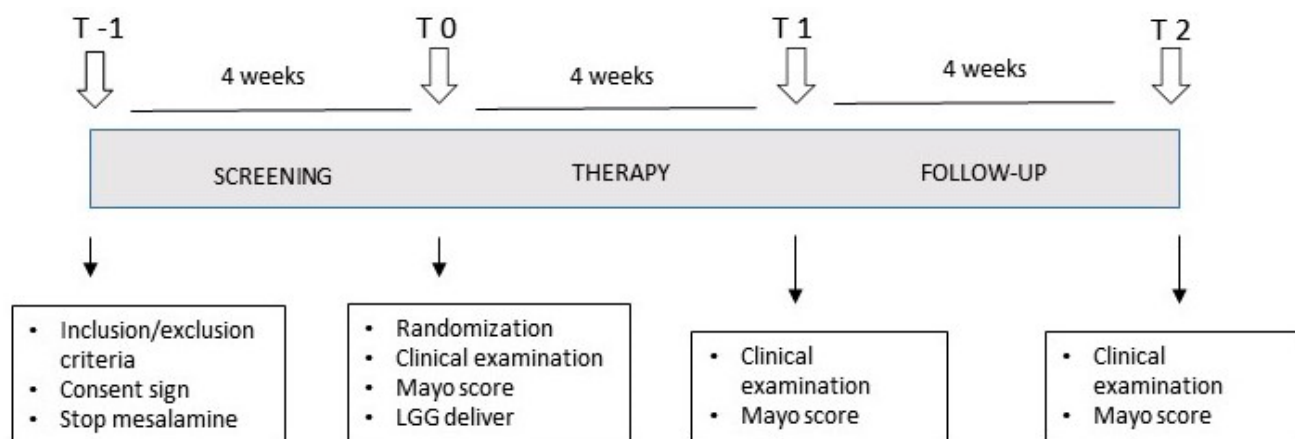 T -1
T 0
T 1
T 2
4 weeks
4 weeks
4 weeks
SCREENING
THERAPY
FOLLOW-UP
• Inclusion/exclusion
criteria
• Consent sign
• Stop mesalamine
• Randomization
• Clinical examination
• Mayo score
• LGG deliver
• Clinical
examination
• Mayo score
• Clinical
examination
• Mayo score